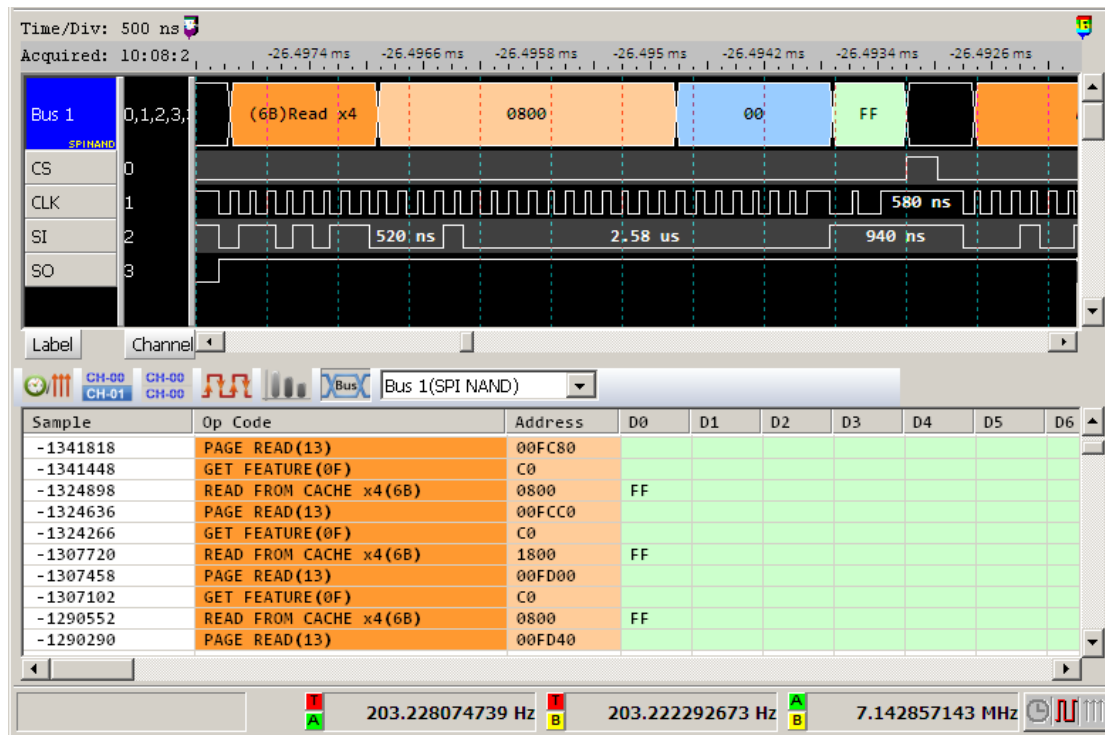 Time/Div: 500 ns
Acquired: 10:08:2
-26.4974 ms -26.4966 ms -26.4958 ms -26.495 ms -26.4942 ms -26.4934 ms -26.4926 ms
Bus 1 0,1,2,3, (6B)Read x4 0800 00 FF
SPINAND
CS 0
CLK 1 580 ns
SI 2 520 ns 2.58 us 940 ns
SO 3
Label Channel
CH-00 CH-00
CH-01 CH-00
Bus Bus 1(SPI NAND)
Sample Op Code Address D0 D1 D2 D3 D4 D5 D6
-1341818 PAGE READ(13) 00FC80
-1341448 GET FEATURE(0F) C0
-1324898 READ FROM CACHE x4(6B) 0800 FF
-1324636 PAGE READ(13) 00FCC0
-1324266 GET FEATURE(0F) C0
-1307720 READ FROM CACHE x4(6B) 1800 FF
-1307458 PAGE READ(13) 00FD00
-1307102 GET FEATURE(0F) C0
-1290552 READ FROM CACHE x4(6B) 0800 FF
-1290290 PAGE READ(13) 00FD40
T A 203.228074739 Hz T B 203.222292673 Hz A B 7.142857143 MHz